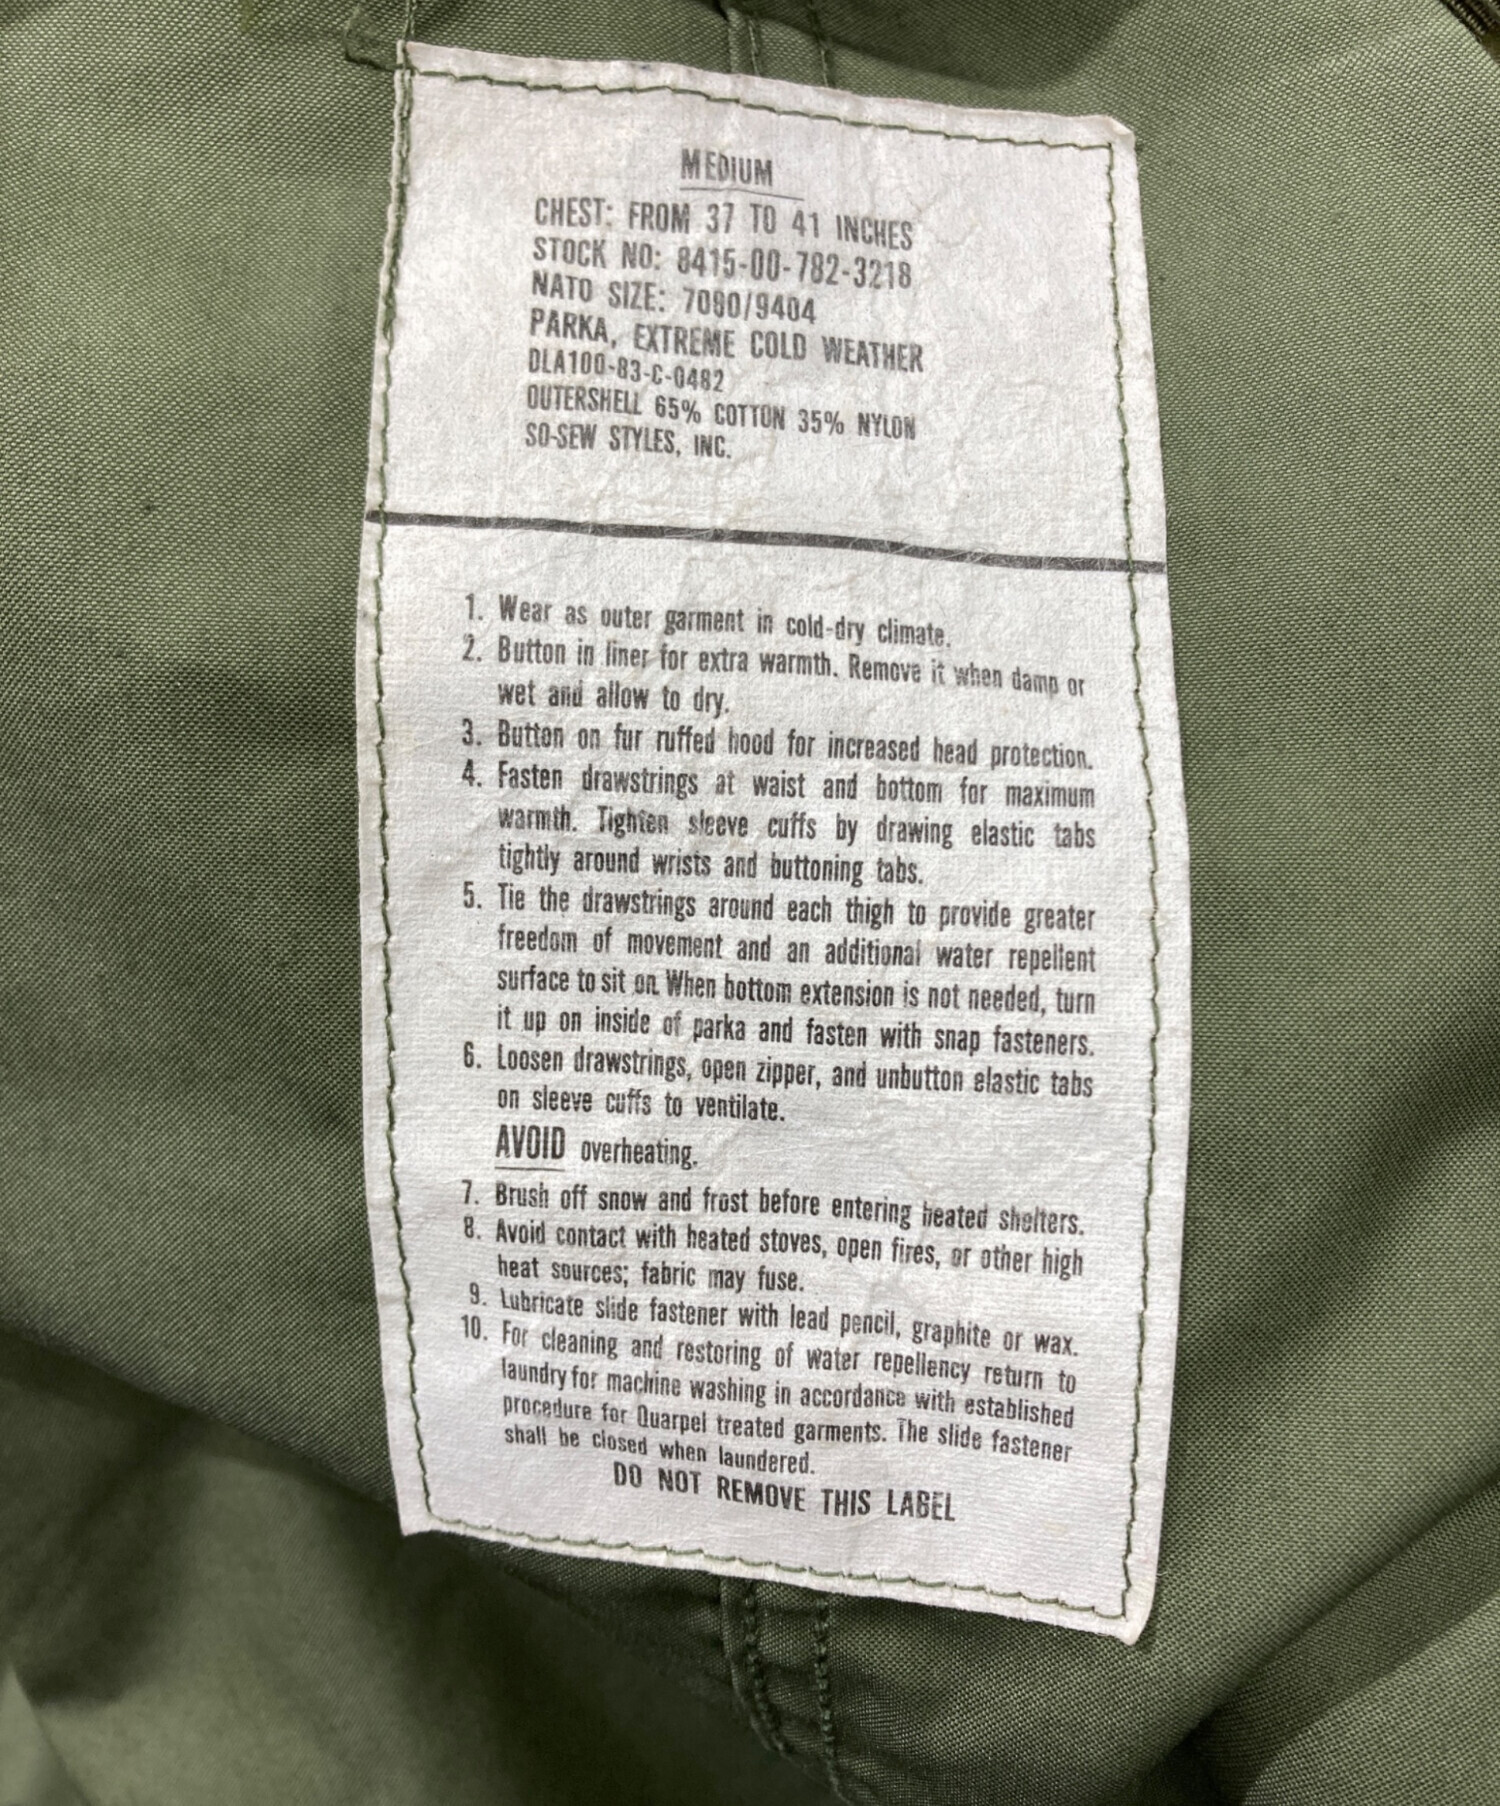 MEDIUM
CHEST: FROM 37 TO 41 INCHES
STOCK NO: 8415-00-782-3218
NATO SIZE: 7080/9404
PARKA, EXTREME COLD WEATHER
DLA100-83-C-0482
OUTERSHELL 65% COTTON 35% NYLON
SO-SEW STYLES, INC.
1. Wear as outer garment in cold-dry climate.
2. Button in liner for extra warmth. Remove it when damp or
wet and allow to dry.
3. Button on fur ruffed hood for increased head protection.
4. Fasten drawstrings at waist and bottom for maximum
warmth. Tighten sleeve cuffs by drawing elastic tabs
tightly around wrists and buttoning tabs.
5. Tie the drawstrings around each thigh to provide greater
freedom of movement and an additional water repellent
surface to sit on. When bottom extension is not needed, turn
it up on inside of parka and fasten with snap fasteners.
6. Loosen drawstrings, open zipper, and unbutton elastic tabs
on sleeve cuffs to ventilate.
AVOID overheating.
7. Brush off snow and frost before entering heated shelters.
8. Avoid contact with heated stoves, open fires, or other high
heat sources; fabric may fuse.
9. Lubricate slide fastener with lead pencil, graphite or wax.
10. For cleaning and restoring of water repellency return to
laundry for machine washing in accordance with established
procedure for Quarpel treated garments. The slide fastener
shall be closed when laundered.
DO NOT REMOVE THIS LABEL